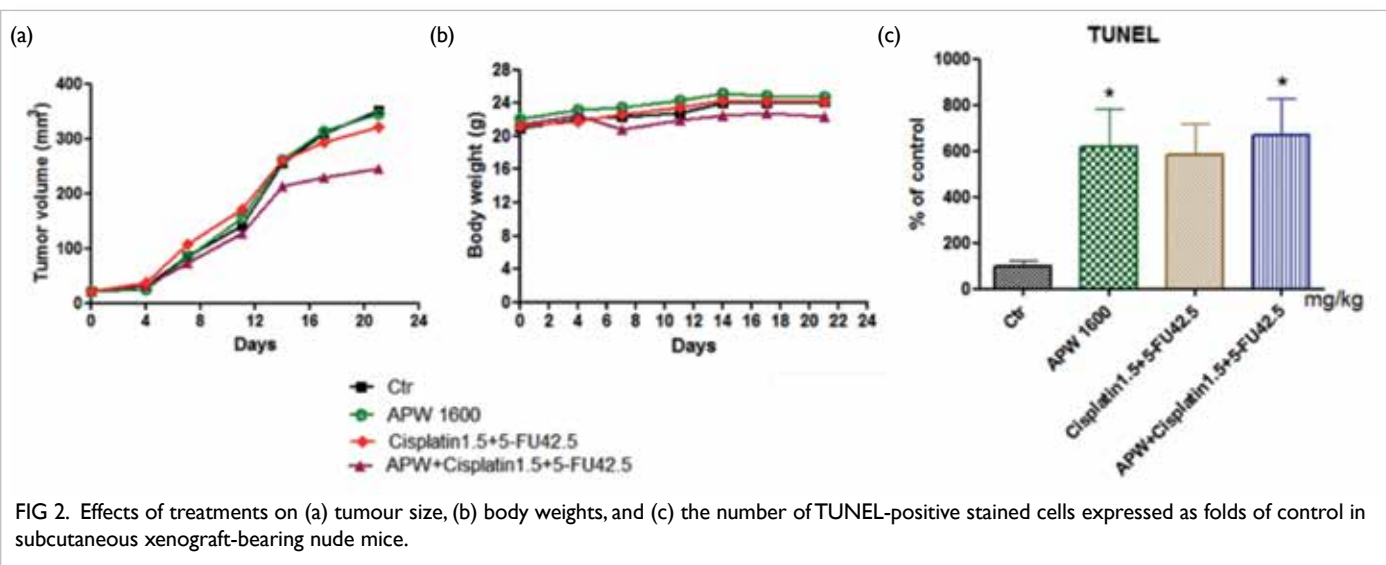 (a)
Tumor volume (mm³)
400
300
200
100
0
0 4 8 12 16 20 24
Days
(b)
Body weight (g)
28
24
20
16
12
8
4
0
0 2 4 6 8 10 12 14 16 18 20 22 24
Days
Ctr
APW 1600
Cisplatin1.5+5-FU42.5
APW+Cisplatin1.5+5-FU42.5
(c)
TUNEL
% of control
1000
800
600
400
200
0
* *
mg/kg
Ctr
APW 1600
Cisplatin1.5+5-FU42.5
APW+Cisplatin1.5+5-FU42.5
FIG 2. Effects of treatments on (a) tumour size, (b) body weights, and (c) the number of TUNEL-positive stained cells expressed as folds of control in
subcutaneous xenograft-bearing nude mice.